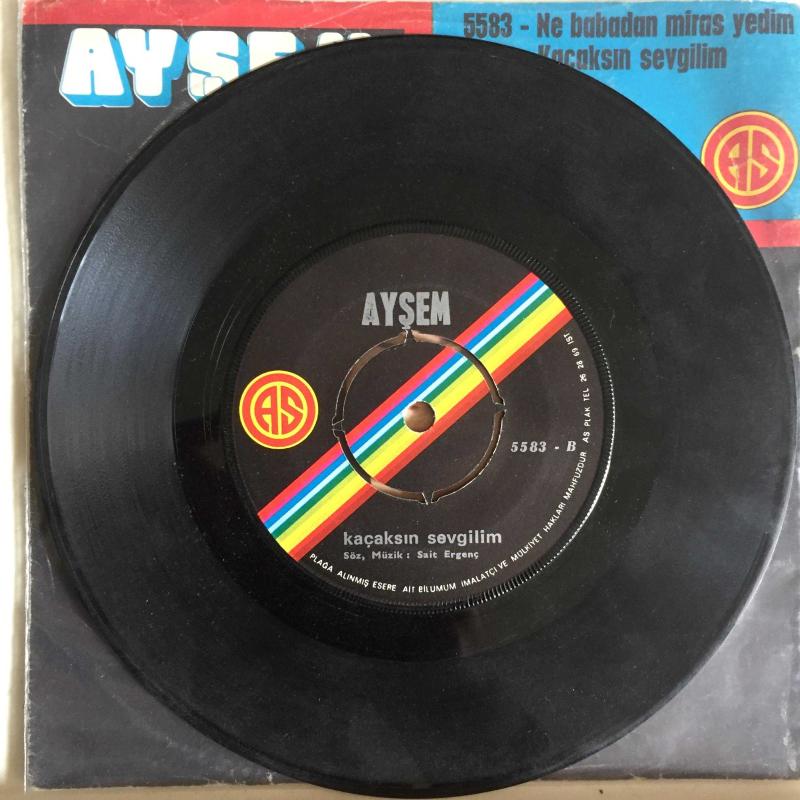 AYŞEM
5583 - Ne babadan miras yedim
Kaçaksın sevgilim
AS
AYŞEM
AS
5583 - B
kaçaksın sevgilim
Söz, Müzik : Sait Ergenç
PLAĞA ALINMIŞ ESERE AİT BİLUMUM İMALATÇI VE MÜLKİYET HAKLARI MAHFUZDUR AS PLAK TEL 26 28 69 İST